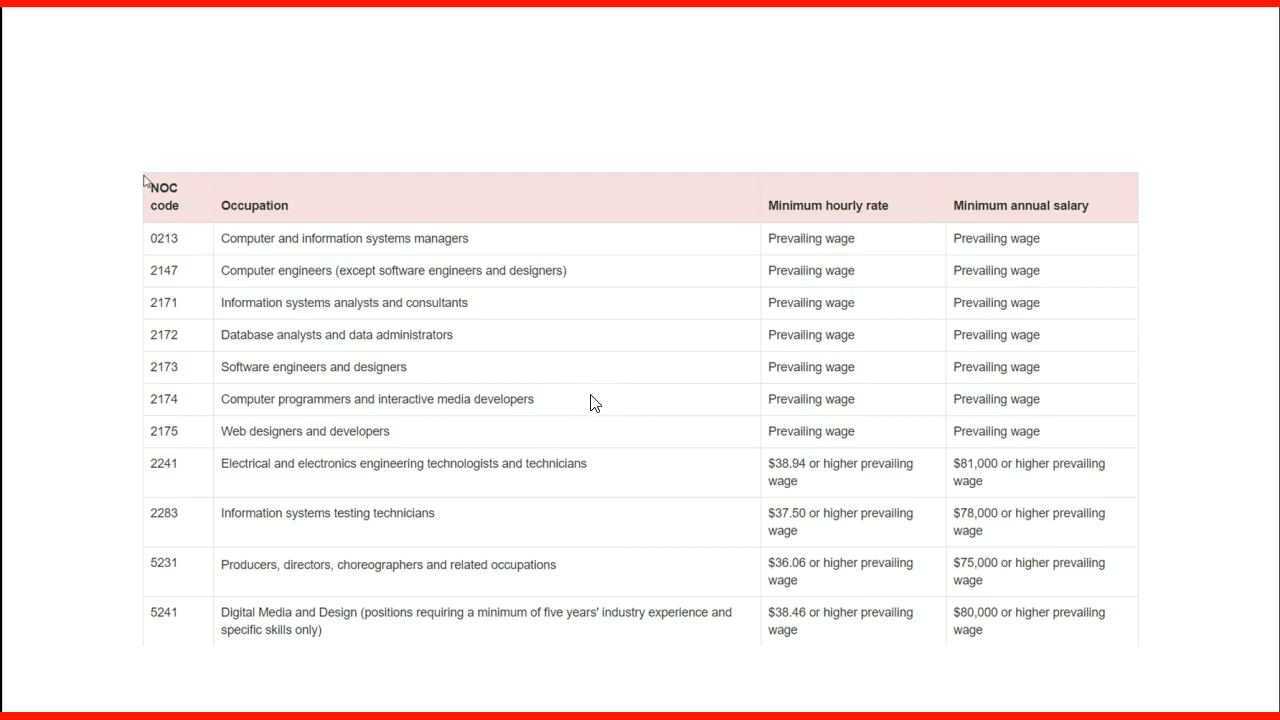 NOC
code Occupation Minimum hourly rate Minimum annual salary
0213 Computer and information systems managers Prevailing wage Prevailing wage
2147 Computer engineers (except software engineers and designers) Prevailing wage Prevailing wage
2171 Information systems analysts and consultants Prevailing wage Prevailing wage
2172 Database analysts and data administrators Prevailing wage Prevailing wage
2173 Software engineers and designers Prevailing wage Prevailing wage
2174 Computer programmers and interactive media developers Prevailing wage Prevailing wage
2175 Web designers and developers Prevailing wage Prevailing wage
2241 Electrical and electronics engineering technologists and technicians $38.94 or higher prevailing $81,000 or higher prevailing
wage wage
2283 Information systems testing technicians $37.50 or higher prevailing $78,000 or higher prevailing
wage wage
5231 Producers, directors, choreographers and related occupations $36.06 or higher prevailing $75,000 or higher prevailing
wage wage
5241 Digital Media and Design (positions requiring a minimum of five years' industry experience and $38.46 or higher prevailing $80,000 or higher prevailing
specific skills only) wage wage